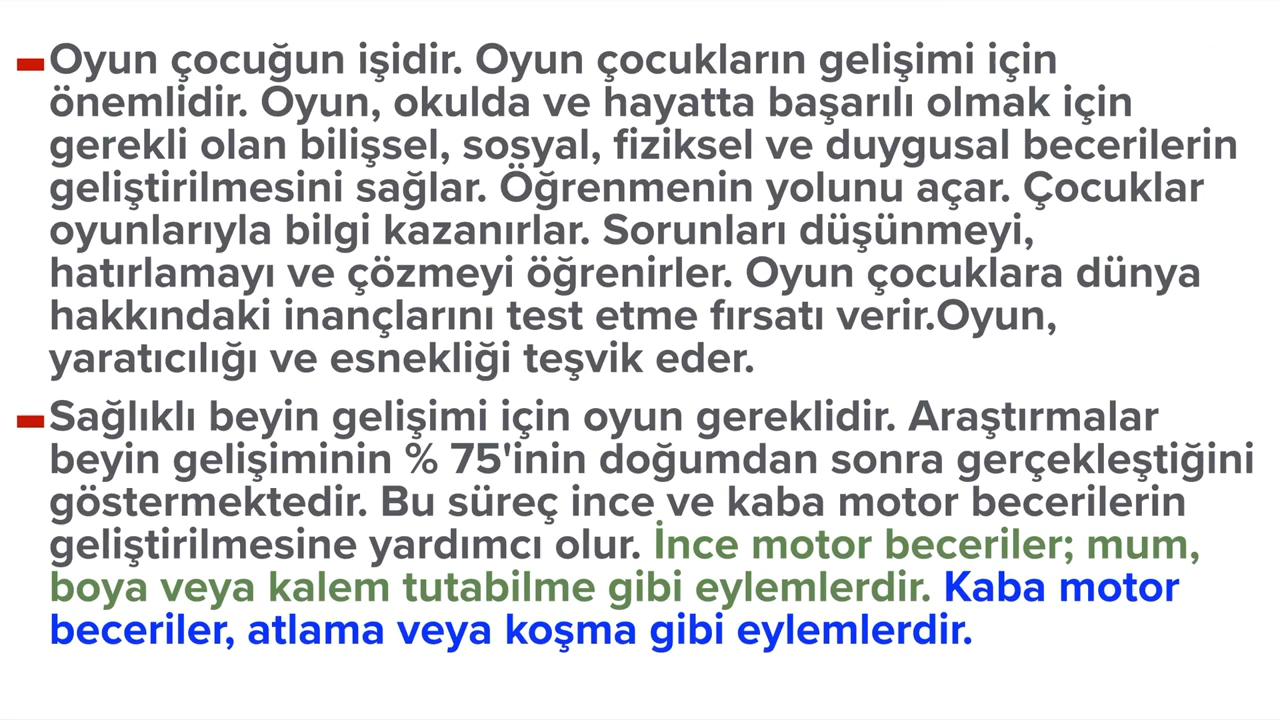 Oyun çocuğun işidir. Oyun çocukların gelişimi için
önemlidir. Oyun, okulda ve hayatta başarılı olmak için
gerekli olan bilişsel, sosyal, fiziksel ve duygusal becerilerin
geliştirilmesini sağlar. Öğrenmenin yolunu açar. Çocuklar
oyunlarıyla bilgi kazanırlar. Sorunları düşünmeyi,
hatırlamayı ve çözmeyi öğrenirler. Oyun çocuklara dünya
hakkındaki inançlarını test etme fırsatı verir.Oyun,
yaratıcılığı ve esnekliği teşvik eder.
Sağlıklı beyin gelişimi için oyun gereklidir. Araştırmalar
beyin gelişiminin % 75'inin doğumdan sonra gerçekleştiğini
göstermektedir. Bu süreç ince ve kaba motor becerilerin
geliştirilmesine yardımcı olur. İnce motor beceriler; mum,
boya veya kalem tutabilme gibi eylemlerdir. Kaba motor
beceriler, atlama veya koşma gibi eylemlerdir.